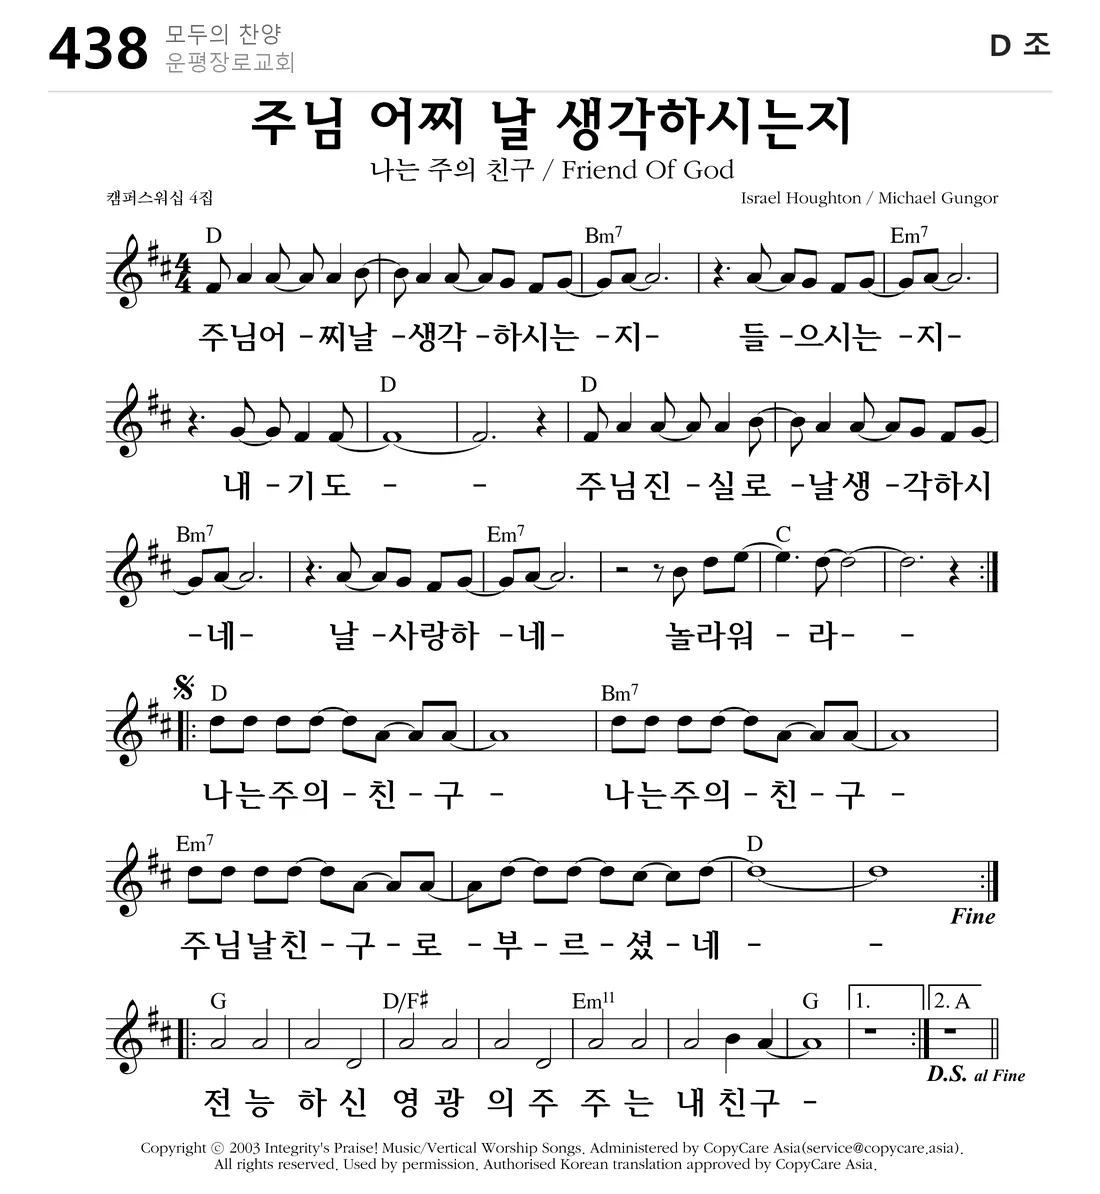 438 모두의 찬양
운평장로교회
D 조
주님 어찌 날 생각하시는지
나는 주의 친구 / Friend Of God
캠퍼스워십 4집
Israel Houghton / Michael Gungor
D Bm7 Em7
주님어 -찌날 -생각 -하시는 -지- 들 -으시는 -지-
D D
내 -기도 - - 주님진 -실로 -날생 -각하시
Bm7 Em7 C
-네- 날 -사랑하 -네- 놀라워 - 라- -
D Bm7
나는주의 - 친 - 구 - 나는주의 - 친 - 구 -
Em7 D
Fine
주님날친 - 구 - 로 - 부 - 르 - 셨 - 네 - -
G D/F♯ Em11 G 1. 2. A
D.S. al Fine
전 능 하 신 영 광 의 주 주 는 내 친구 -
Copyright ⓒ 2003 Integrity's Praise! Music/Vertical Worship Songs. Administered by CopyCare Asia(service@copycare.asia).
All rights reserved. Used by permission. Authorised Korean translation approved by CopyCare Asia.